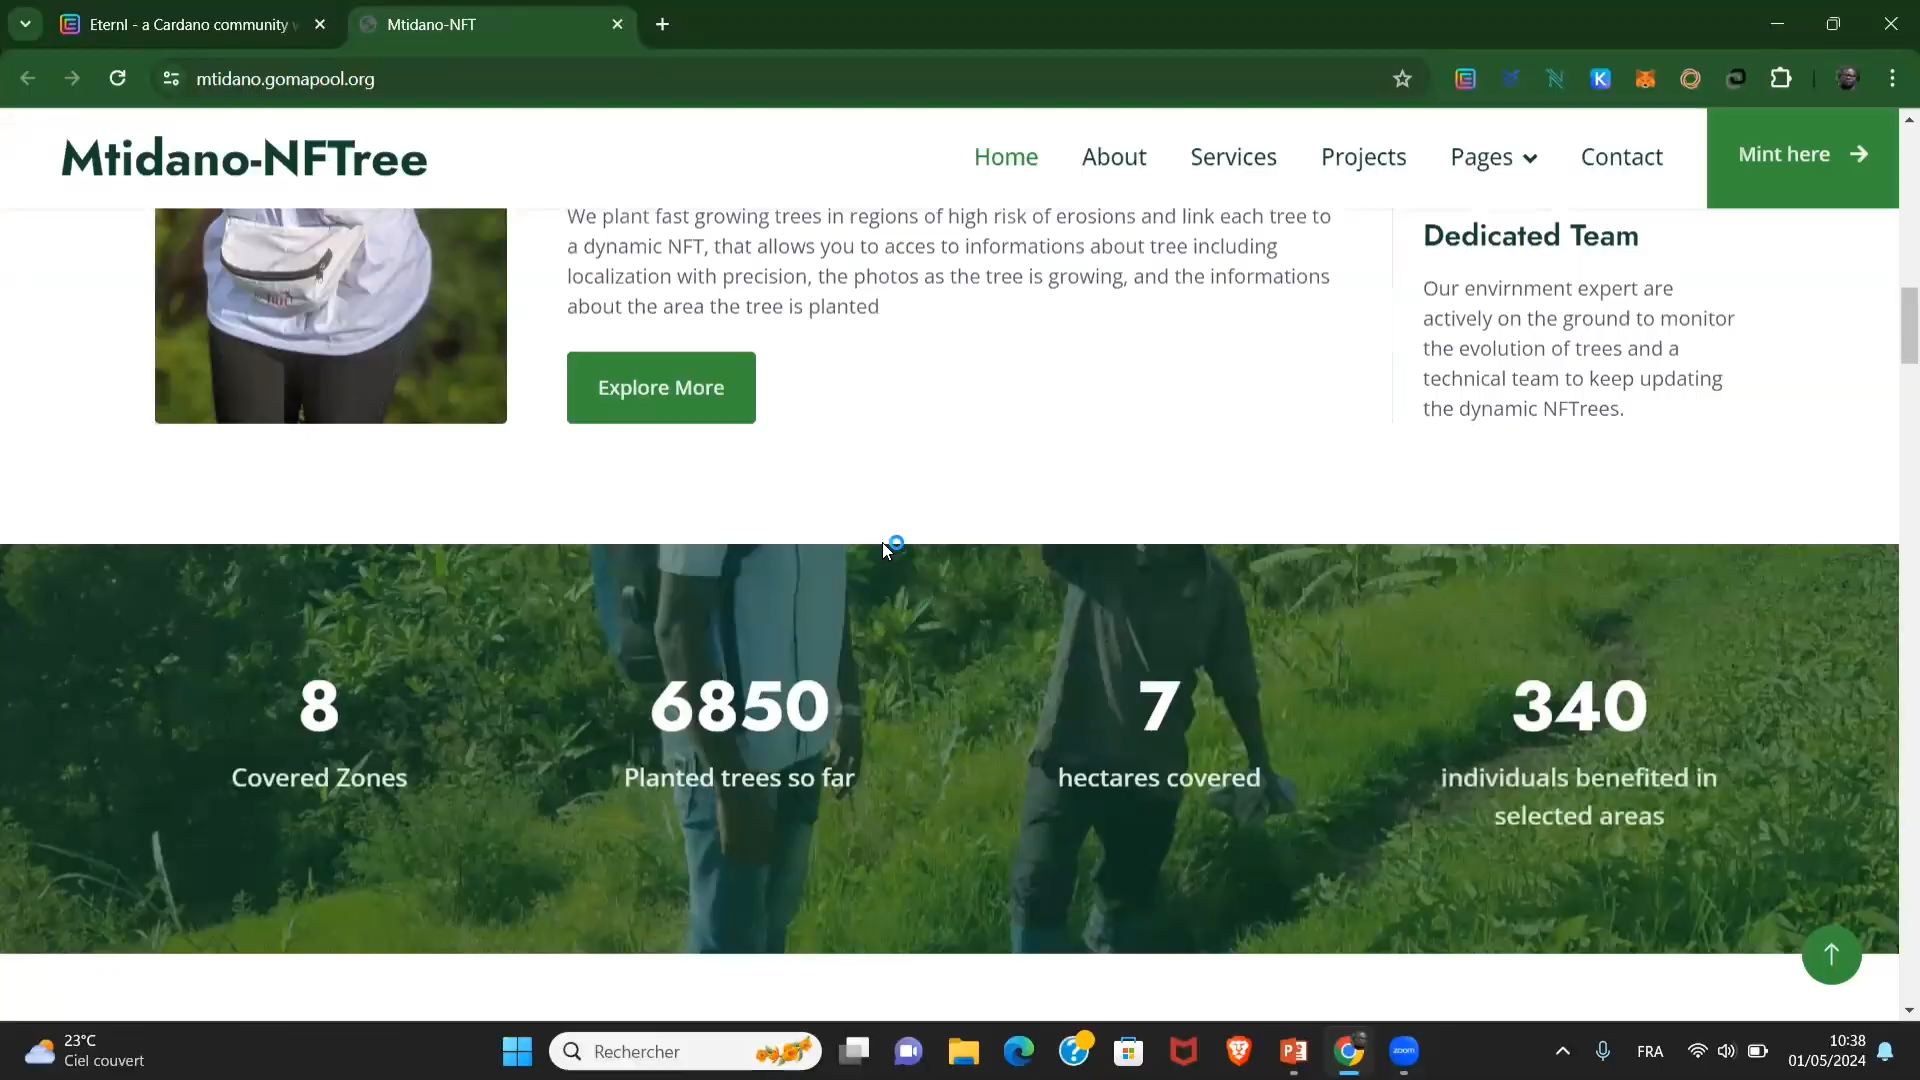 Eternl - a Cardano community
Mtidano-NFT
mtidano.gomapool.org
Mtidano-NFTree
Home
About
Services
Projects
Pages
Contact
Mint here
We plant fast growing trees in regions of high risk of erosions and link each tree to
a dynamic NFT, that allows you to acces to informations about tree including
localization with precision, the photos as the tree is growing, and the informations
about the area the tree is planted
Explore More
Dedicated Team
Our envirnment expert are
actively on the ground to monitor
the evolution of trees and a
technical team to keep updating
the dynamic NFTrees.
8
Covered Zones
6850
Planted trees so far
7
hectares covered
340
individuals benefited in
selected areas
23°C
Ciel couvert
Rechercher
zoom
FRA
10:38
01/05/2024